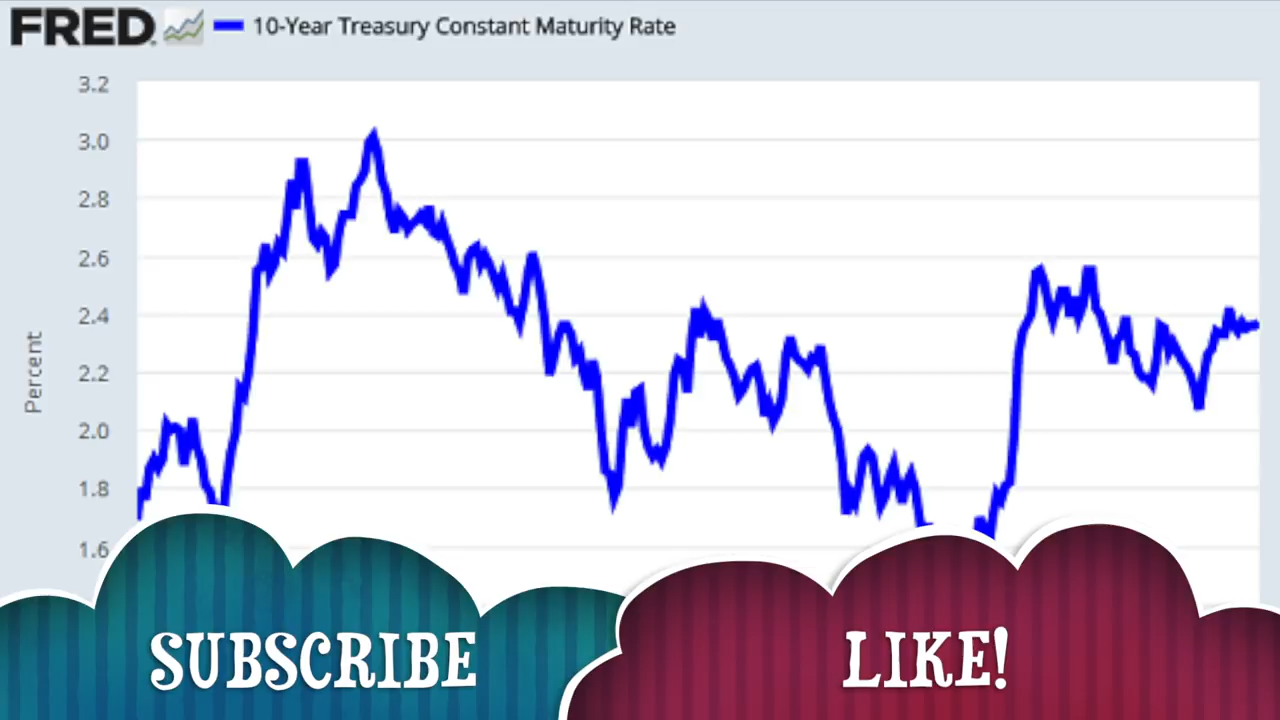 FRED 10-Year Treasury Constant Maturity Rate
3.2
3.0
2.8
2.6
2.4
2.2
2.0
1.8
1.6
Percent
SUBSCRIBE
LIKE!